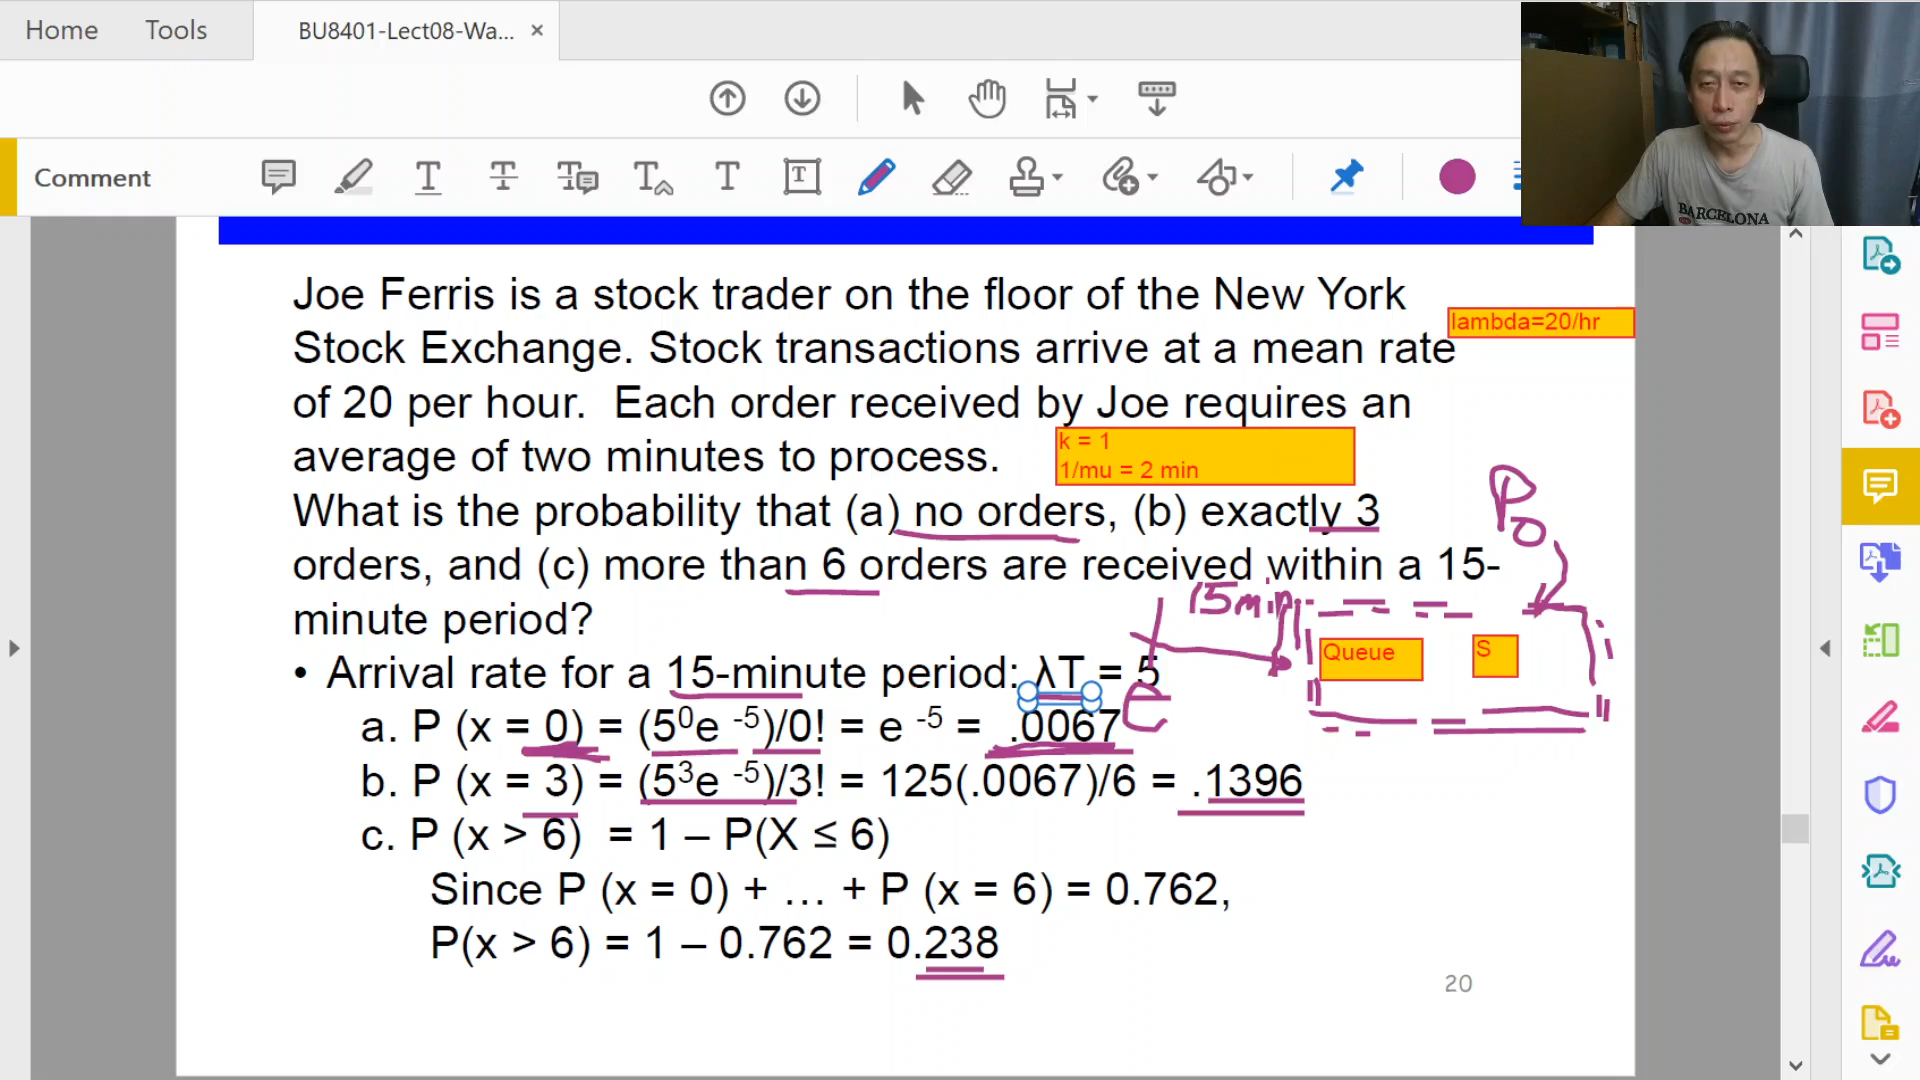 Home Tools BU8401-Lect08-Wa... ×
Comment
BARCELONA
Joe Ferris is a stock trader on the floor of the New York
lambda=20/hr
Stock Exchange. Stock transactions arrive at a mean rate
of 20 per hour. Each order received by Joe requires an
average of two minutes to process.
k = 1
1/mu = 2 min
What is the probability that (a) no orders, (b) exactly 3
P0
orders, and (c) more than 6 orders are received within a 15-
minute period?
15 min
Queue S
• Arrival rate for a 15-minute period: λT = 5
a. P (x = 0) = (5⁰e ⁻⁵)/0! = e ⁻⁵ = .0067
b. P (x = 3) = (5³e ⁻⁵)/3! = 125(.0067)/6 = .1396
c. P (x > 6) = 1 – P(X ≤ 6)
Since P (x = 0) + … + P (x = 6) = 0.762,
P(x > 6) = 1 – 0.762 = 0.238
20